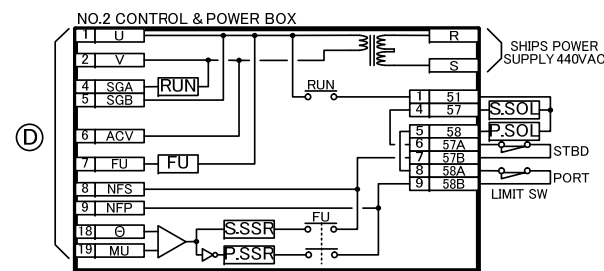 NO.2 CONTROL & POWER BOX
1 U
2 V
4 SGA
5 SGB
RUN
6 ACV
7 FU
FU
8 NFS
9 NFP
18 Θ
19 MU
D
RUN
S.SSR
P.SSR
FU
R
S
SHIPS POWER
SUPPLY 440VAC
1 51
4 57
5 58
6 57A
7 57B
8 58A
9 58B
S.SOL
P.SOL
STBD
PORT
LIMIT SW